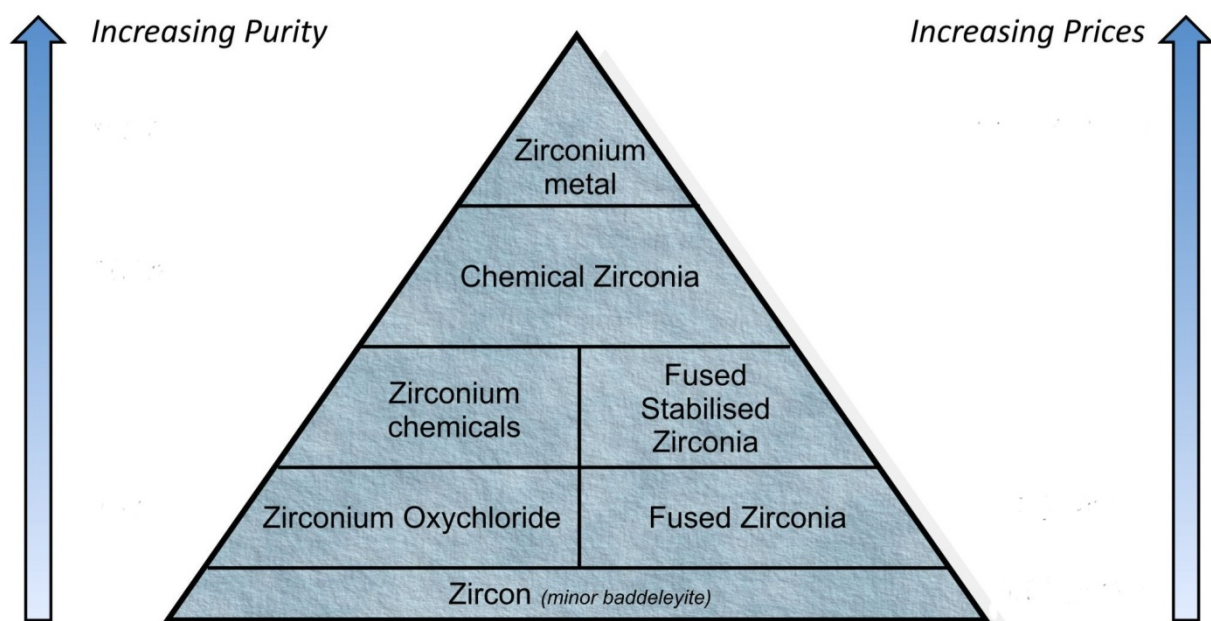 Increasing Purity
Increasing Prices
Zirconium
metal
Chemical Zirconia
Zirconium
chemicals
Fused
Stabilised
Zirconia
Zirconium Oxychloride
Fused Zirconia
Zircon (minor baddeleyite)